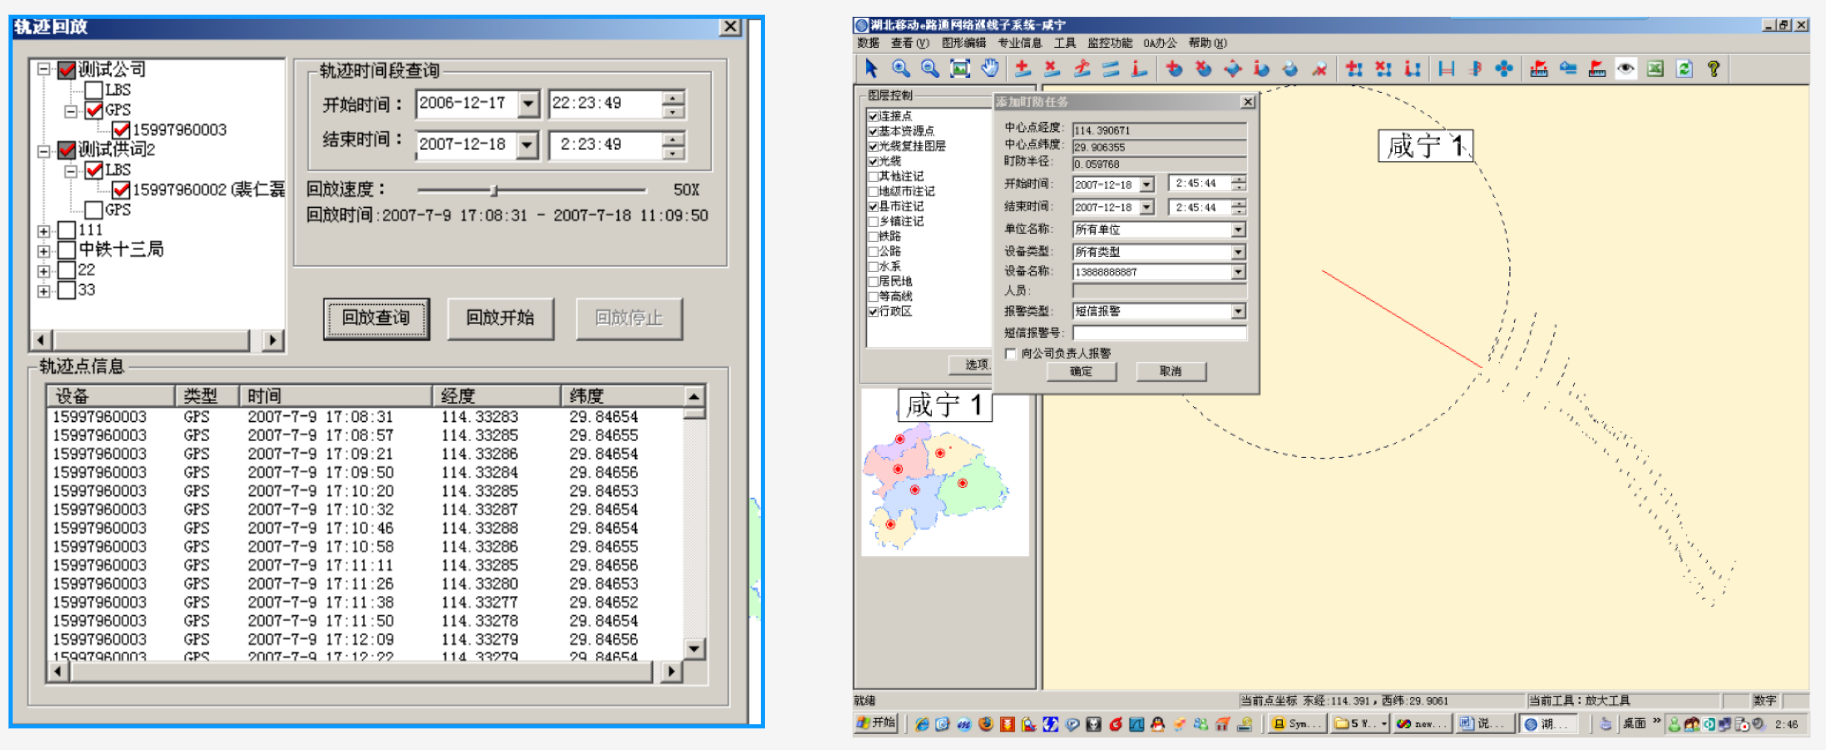 轨迹回放
测试公司
LBS
GPS
15997960003
测试供词2
LBS
15997960002(裴仁磊
GPS
111
中铁十三局
22
33
轨迹时间段查询
开始时间： 2006-12-17 22:23:49
结束时间： 2007-12-18 2:23:49
回放速度： 50X
回放时间:2007-7-9 17:08:31 - 2007-7-18 11:09:50
回放查询 回放开始 回放停止
轨迹点信息
设备 类型 时间 经度 纬度
15997960003 GPS 2007-7-9 17:08:31 114.33283 29.84654
15997960003 GPS 2007-7-9 17:08:57 114.33285 29.84655
15997960003 GPS 2007-7-9 17:09:21 114.33286 29.84654
15997960003 GPS 2007-7-9 17:09:50 114.33284 29.84656
15997960003 GPS 2007-7-9 17:10:20 114.33285 29.84653
15997960003 GPS 2007-7-9 17:10:32 114.33287 29.84654
15997960003 GPS 2007-7-9 17:10:46 114.33288 29.84654
15997960003 GPS 2007-7-9 17:10:58 114.33286 29.84655
15997960003 GPS 2007-7-9 17:11:11 114.33285 29.84656
15997960003 GPS 2007-7-9 17:11:26 114.33280 29.84653
15997960003 GPS 2007-7-9 17:11:38 114.33277 29.84652
15997960003 GPS 2007-7-9 17:11:50 114.33278 29.84654
15997960003 GPS 2007-7-9 17:12:09 114.33279 29.84656
15997960003 GPS 2007-7-9 17:12:22 114.33279 29.84654
湖北移动e路通网络巡线子系统-咸宁
数据 查看(V) 图形编辑 专业信息 工具 监控功能 OA办公 帮助(H)
图层控制
连接点
基本资源点
光缆复挂图层
光缆
其他注记
地级市注记
县市注记
乡镇注记
铁路
公路
水系
居民地
等高线
行政区
选项
咸宁 1
添加盯防任务
中心点经度: 114.390671
中心点纬度: 29.906355
盯防半径: 0.059768
开始时间: 2007-12-18 2:45:44
结束时间: 2007-12-18 2:45:44
单位名称: 所有单位
设备类型: 所有类型
设备名称: 13888888887
人员:
报警类型: 短信报警
短信报警号:
向公司负责人报警
确定 取消
咸宁 1
就绪 当前点坐标 东经:114.391, 西纬:29.9061 当前工具：放大工具 数字
开始 Sym... 5 W.. new... 说... 湖... 桌面 » 2:46